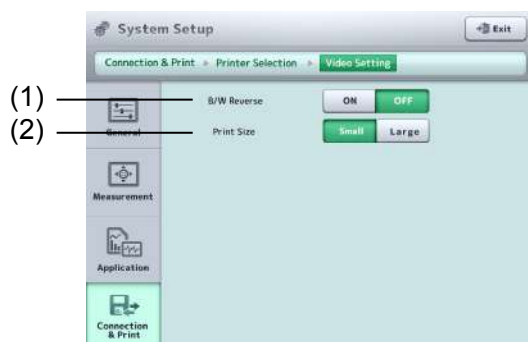 System Setup
Exit
Connection & Print Printer Selection Video Setting
(1)
B/W Reverse ON OFF
(2)
Print Size Small Large
General
Measurement
Application
Connection
& Print